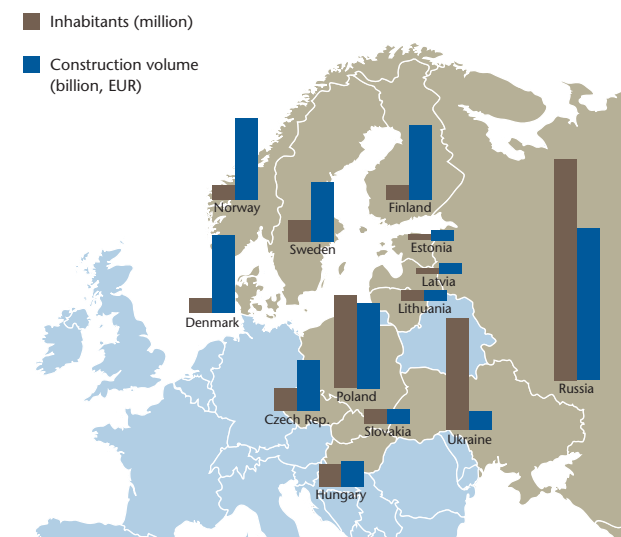 Inhabitants (million)
Construction volume
(billion, EUR)
Norway
Finland
Sweden
Estonia
Latvia
Lithuania
Denmark
Russia
Poland
Czech Rep.
Slovakia
Ukraine
Hungary